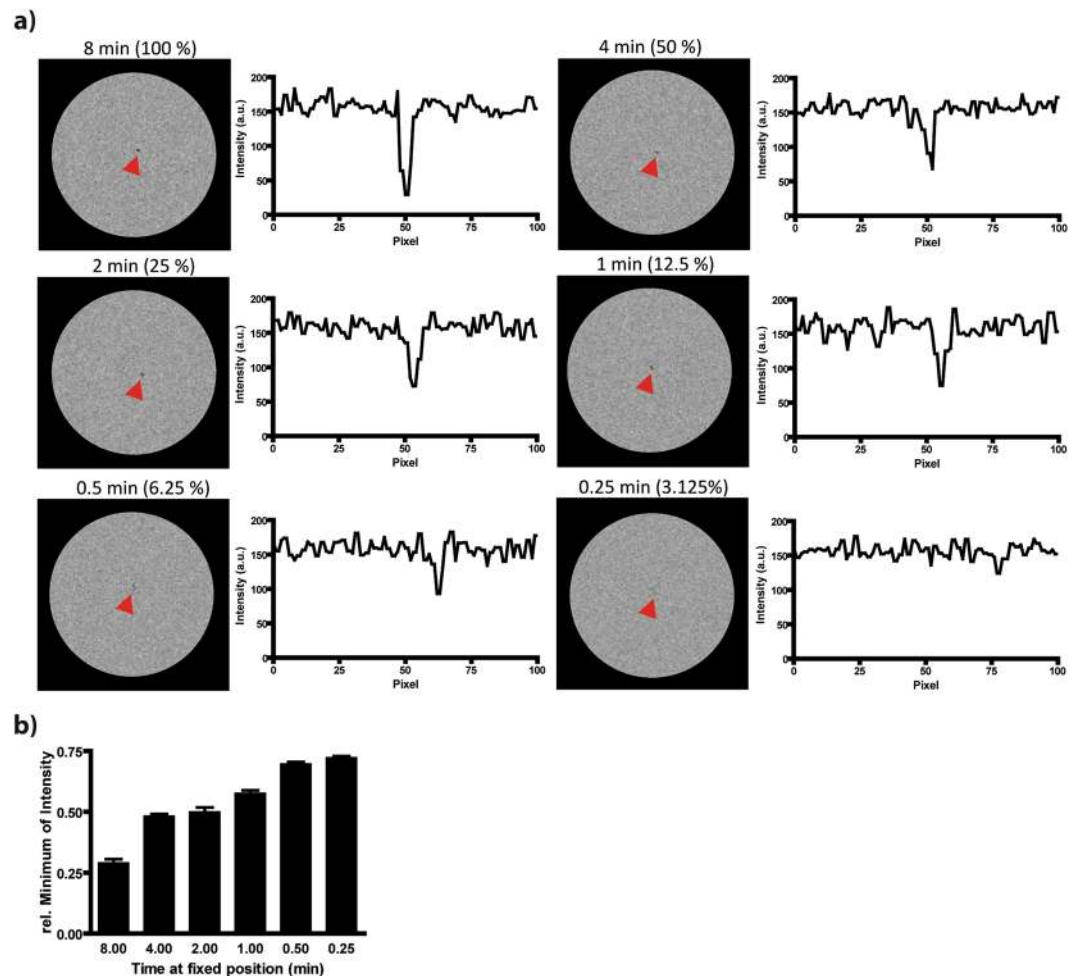 a)
8 min (100 %)
4 min (50 %)
200
150
100
50
0
Intensity (a.u.)
0 25 50 75 100
Pixel
200
150
100
50
0
Intensity (a.u.)
0 25 50 75 100
Pixel
2 min (25 %)
1 min (12.5 %)
200
150
100
50
0
Intensity (a.u.)
0 25 50 75 100
Pixel
200
150
100
50
0
Intensity (a.u.)
0 25 50 75 100
Pixel
0.5 min (6.25 %)
0.25 min (3.125%)
200
150
100
50
0
Intensity (a.u.)
0 25 50 75 100
Pixel
200
150
100
50
0
Intensity (a.u.)
0 25 50 75 100
Pixel
b)
0.75
0.50
0.25
0.00
rel. Minimum of Intensity
8.00 4.00 2.00 1.00 0.50 0.25
Time at fixed position (min)